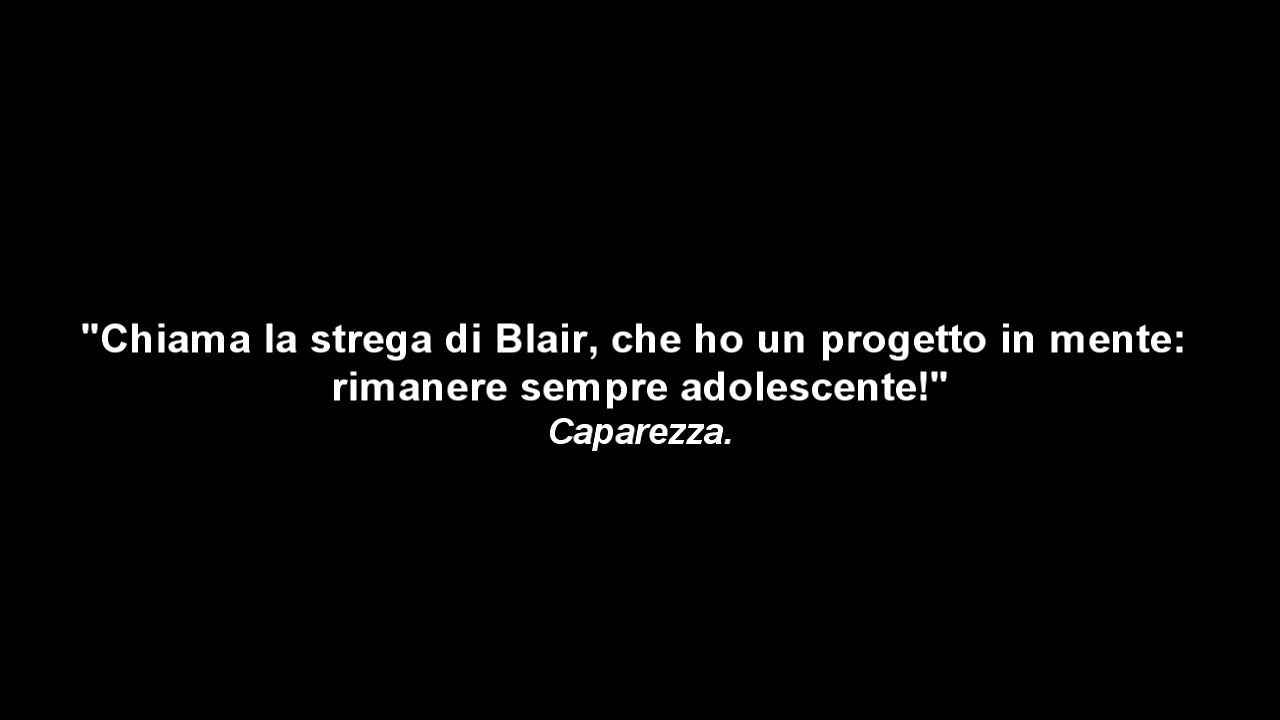 "Chiama la strega di Blair, che ho un progetto in mente:
rimanere sempre adolescente!"
Caparezza.